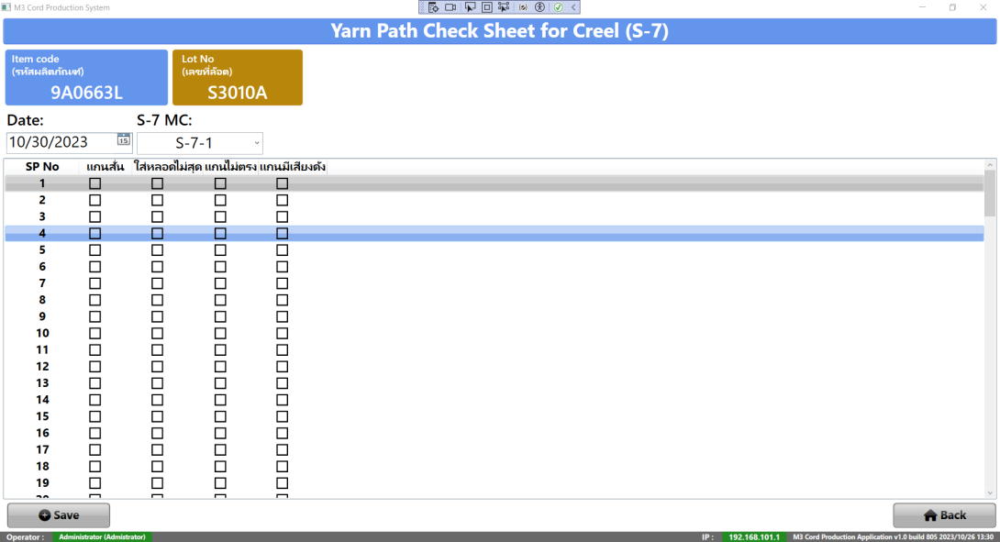 M3 Cord Production System
Yarn Path Check Sheet for Creel (S-7)
Item code
(รหัสผลิตภัณฑ์)
9A0663L
Lot No
(เลขที่ล็อต)
S3010A
Date:
S-7 MC:
10/30/2023
15
S-7-1
SP No แกนสั่น ใส่หลอดไม่สุด แกนไม่ตรง แกนมีเสียงดัง
1
2
3
4
5
6
7
8
9
10
11
12
13
14
15
16
17
18
19
20
Save
Back
Operator : Administrator (Admistrator) IP : 192.168.101.1 M3 Cord Production Application v1.0 build 805 2023/10/26 13:30